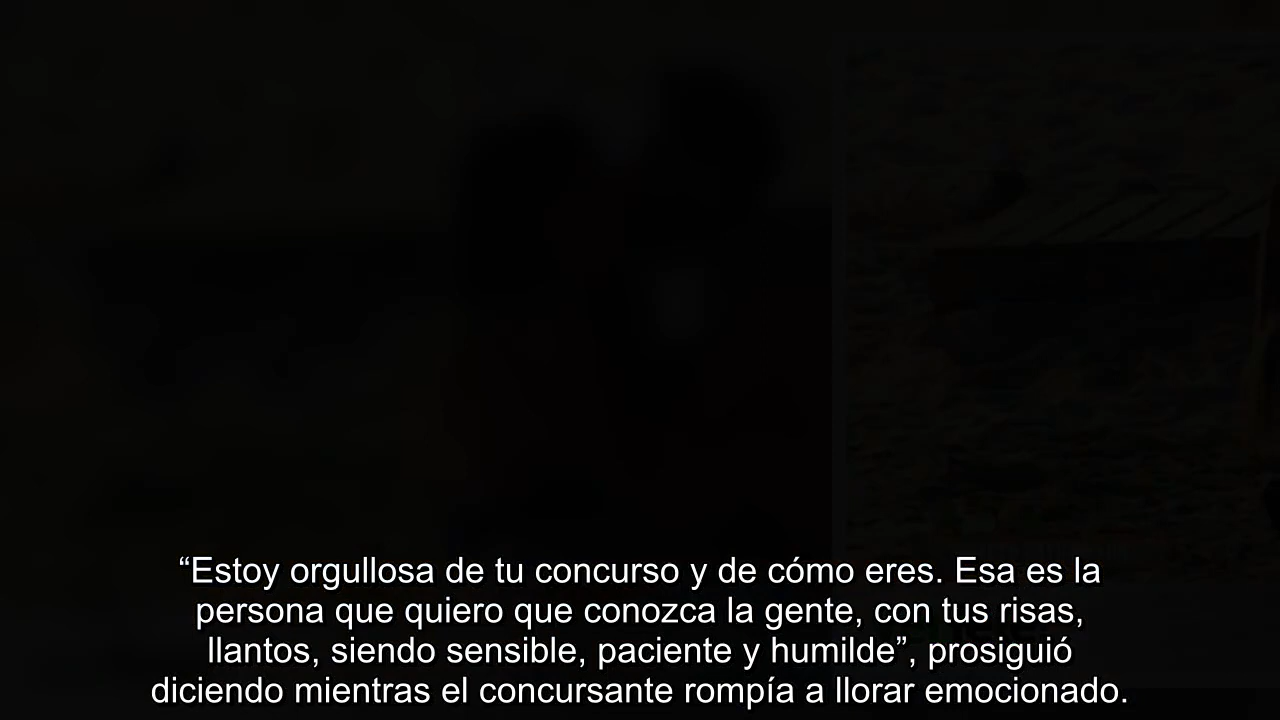 “Estoy orgullosa de tu concurso y de cómo eres. Esa es la
persona que quiero que conozca la gente, con tus risas,
llantos, siendo sensible, paciente y humilde”, prosiguió
diciendo mientras el concursante rompía a llorar emocionado.